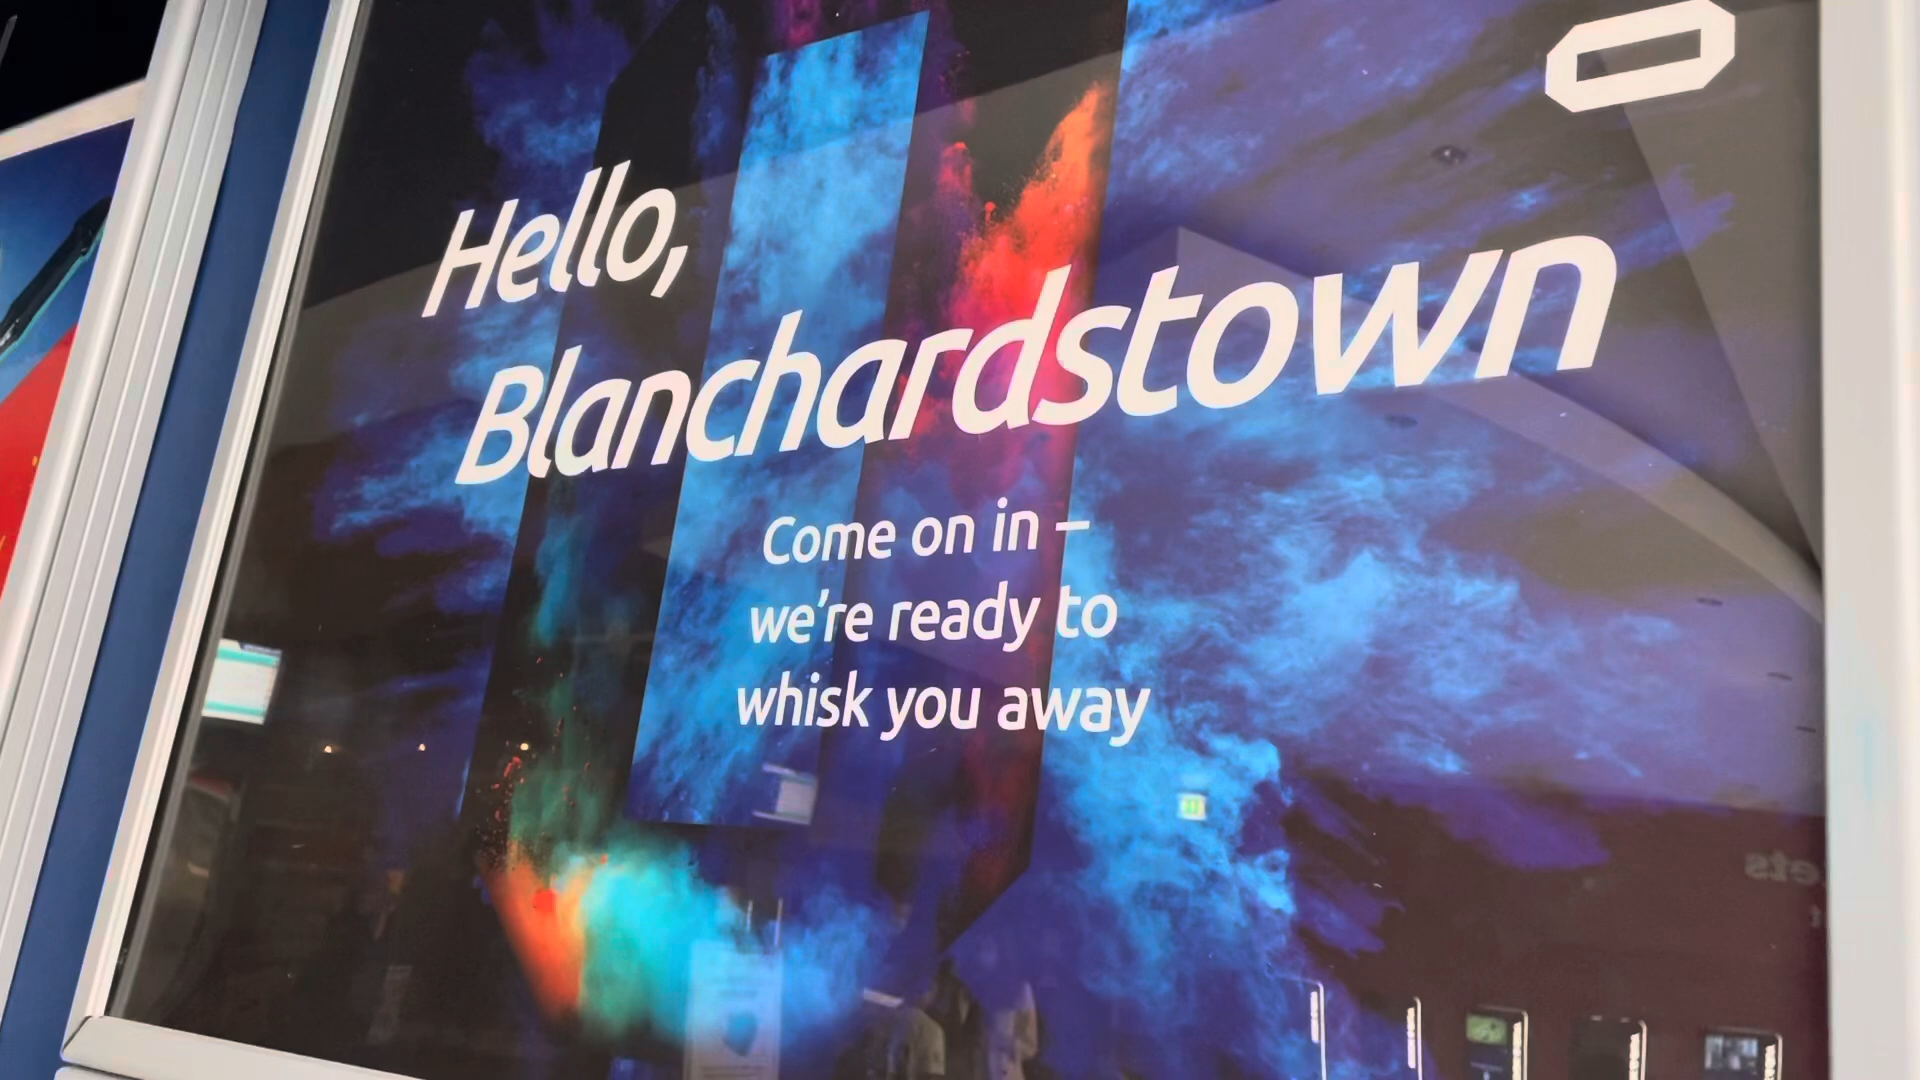 Hello,
Blanchardstown
Come on in –
we're ready to
whisk you away